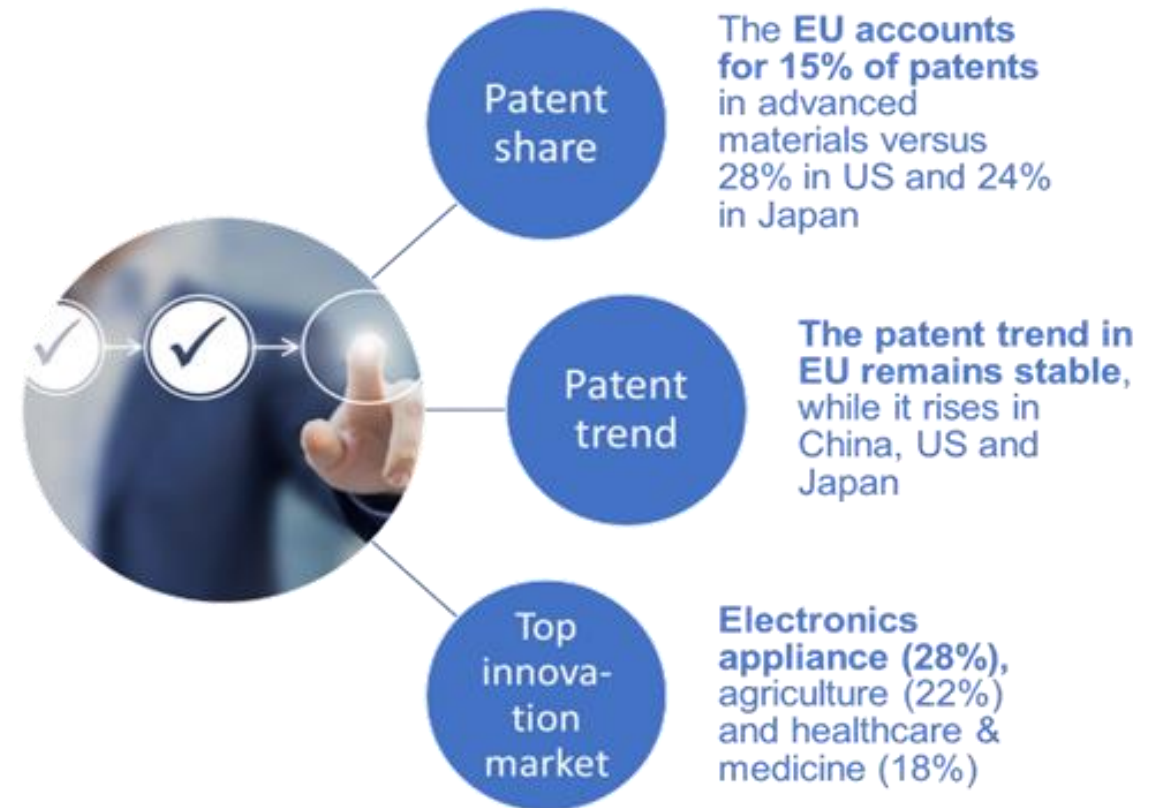 Patent
share
The EU accounts
for 15% of patents
in advanced
materials versus
28% in US and 24%
in Japan
Patent
trend
The patent trend in
EU remains stable,
while it rises in
China, US and
Japan
Top
innova-
tion
market
Electronics
appliance (28%),
agriculture (22%)
and healthcare &
medicine (18%)